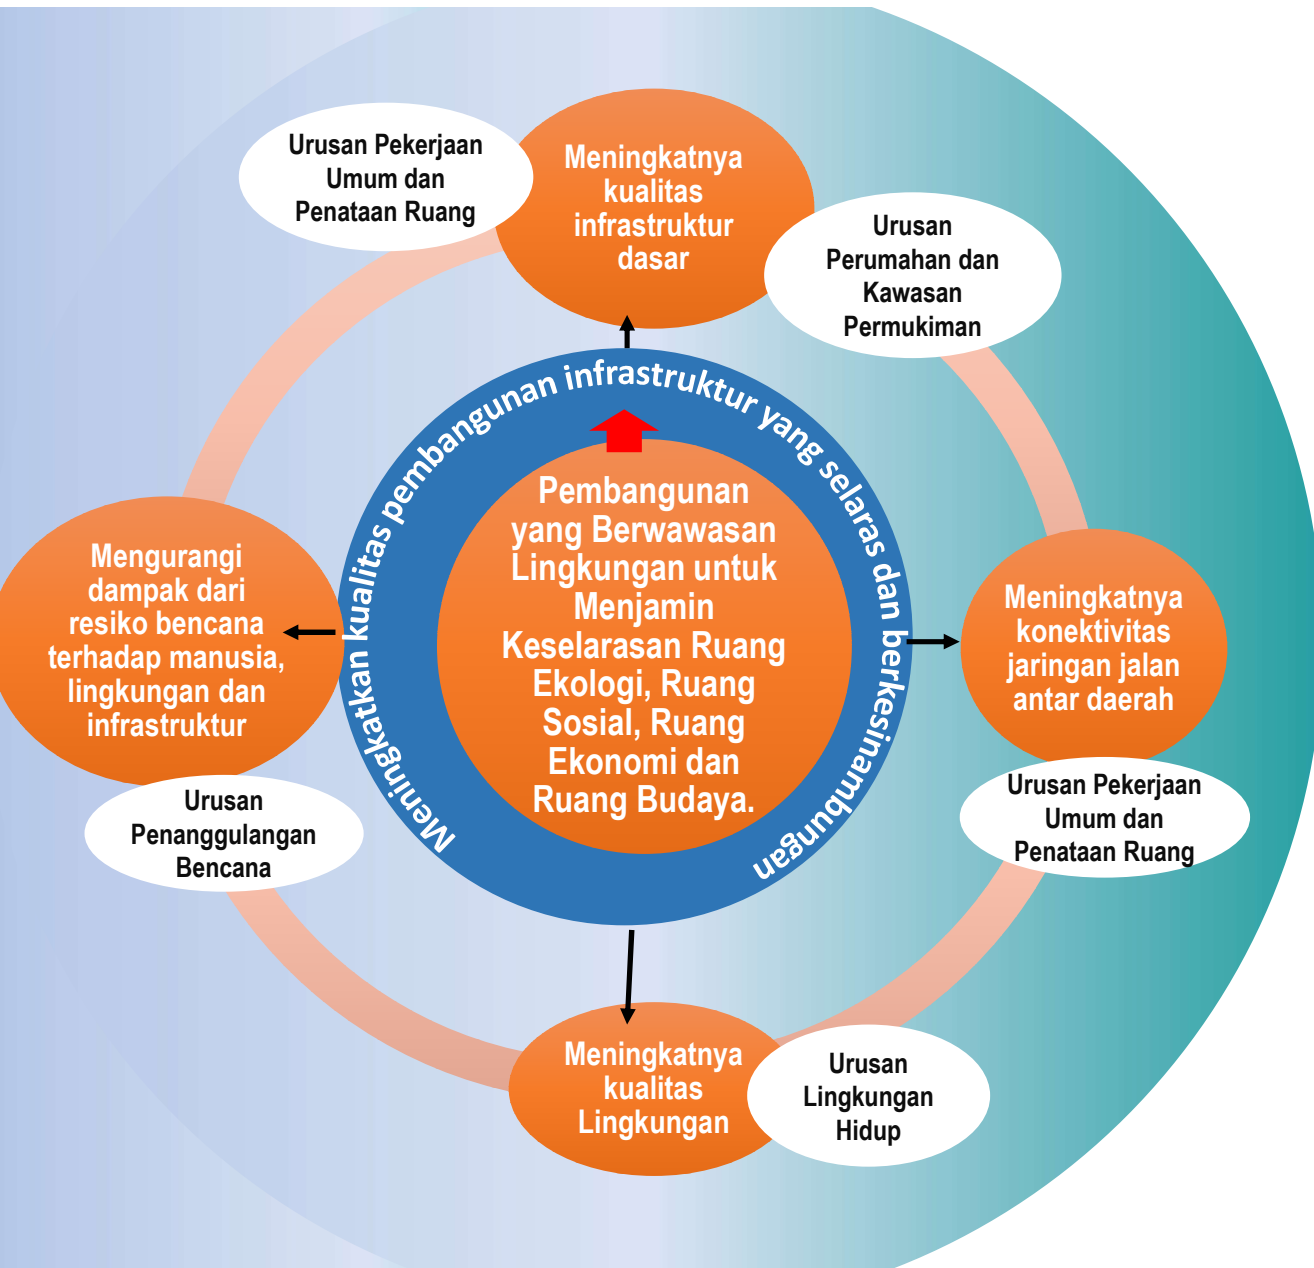 Urusan Pekerjaan
Umum dan
Penataan Ruang
Meningkatnya
kualitas
infrastruktur
dasar
Urusan
Perumahan dan
Kawasan
Permukiman
Meningkatkan kualitas pembangunan infrastruktur yang selaras dan berkesinambungan
Pembangunan
yang Berwawasan
Lingkungan untuk
Menjamin
Keselarasan Ruang
Ekologi, Ruang
Sosial, Ruang
Ekonomi dan
Ruang Budaya.
Mengurangi
dampak dari
resiko bencana
terhadap manusia,
lingkungan dan
infrastruktur
Meningkatnya
konektivitas
jaringan jalan
antar daerah
Urusan
Penanggulangan
Bencana
Urusan Pekerjaan
Umum dan
Penataan Ruang
Meningkatnya
kualitas
Lingkungan
Urusan
Lingkungan
Hidup